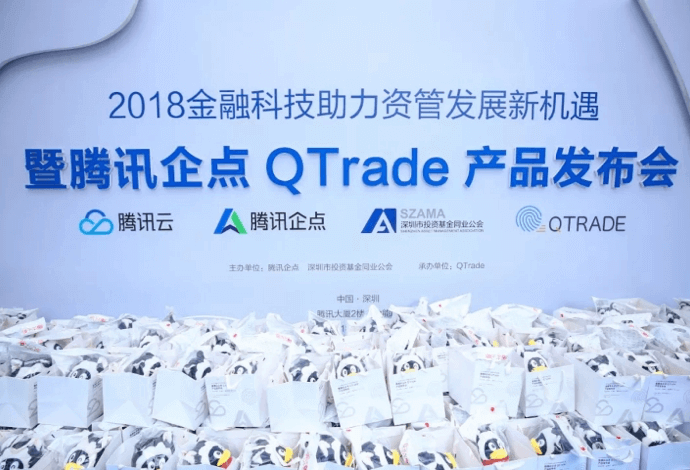 2018金融科技助力资管发展新机遇
暨腾讯企点 QTrade 产品发布会
腾讯云 腾讯企点 SZAMA QTRADE
深圳市投资基金同业公会
主办单位：腾讯企点 深圳市投资基金同业公会 承办单位：QTrade
中国·深圳
腾讯大厦2楼